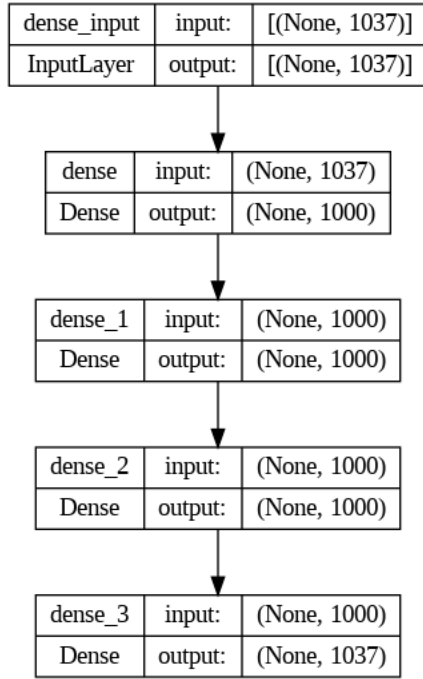 dense_input input: [(None, 1037)]
InputLayer output: [(None, 1037)]
dense input: (None, 1037)
Dense output: (None, 1000)
dense_1 input: (None, 1000)
Dense output: (None, 1000)
dense_2 input: (None, 1000)
Dense output: (None, 1000)
dense_3 input: (None, 1000)
Dense output: (None, 1037)